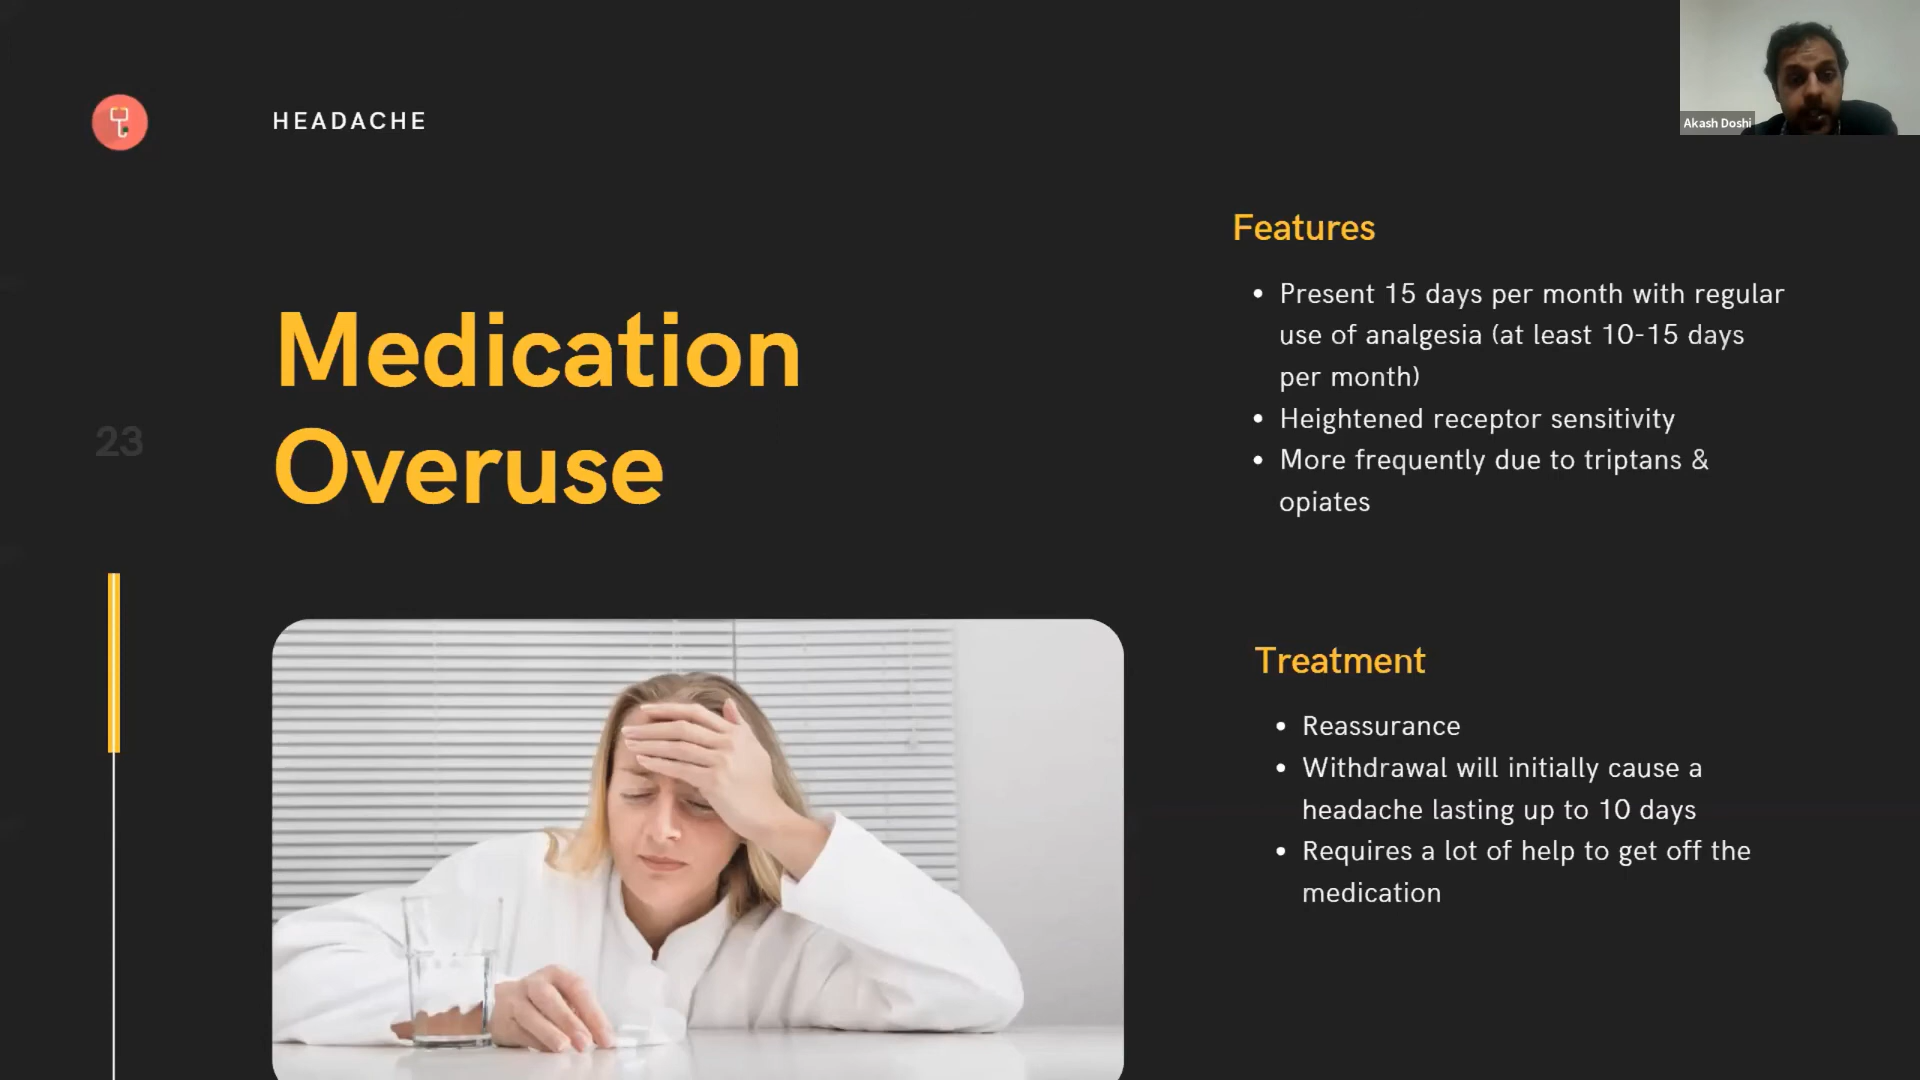 HEADACHE
Akash Doshi
Medication
Overuse
23
Features
• Present 15 days per month with regular
use of analgesia (at least 10-15 days
per month)
• Heightened receptor sensitivity
• More frequently due to triptans &
opiates
Treatment
• Reassurance
• Withdrawal will initially cause a
headache lasting up to 10 days
• Requires a lot of help to get off the
medication